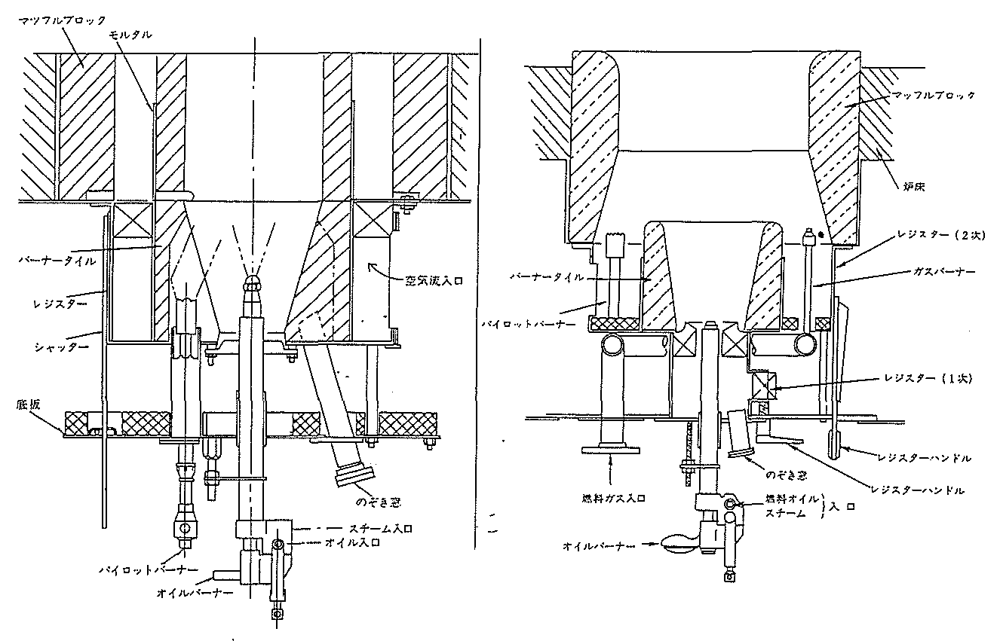 マッフルブロック
モルタル
バーナータイル
レジスター
シャッター
底板
空気流入口
のぞき窓
スチーム入口
オイル入口
パイロットバーナー
オイルバーナー
マッフルブロック
炉床
レジスター(2次)
ガスバーナー
バーナータイル
パイロットバーナー
レジスター(1次)
レジスターハンドル
のぞき窓
レジスターハンドル
燃料ガス入口
燃料オイル
スチーム
入口
オイルバーナー